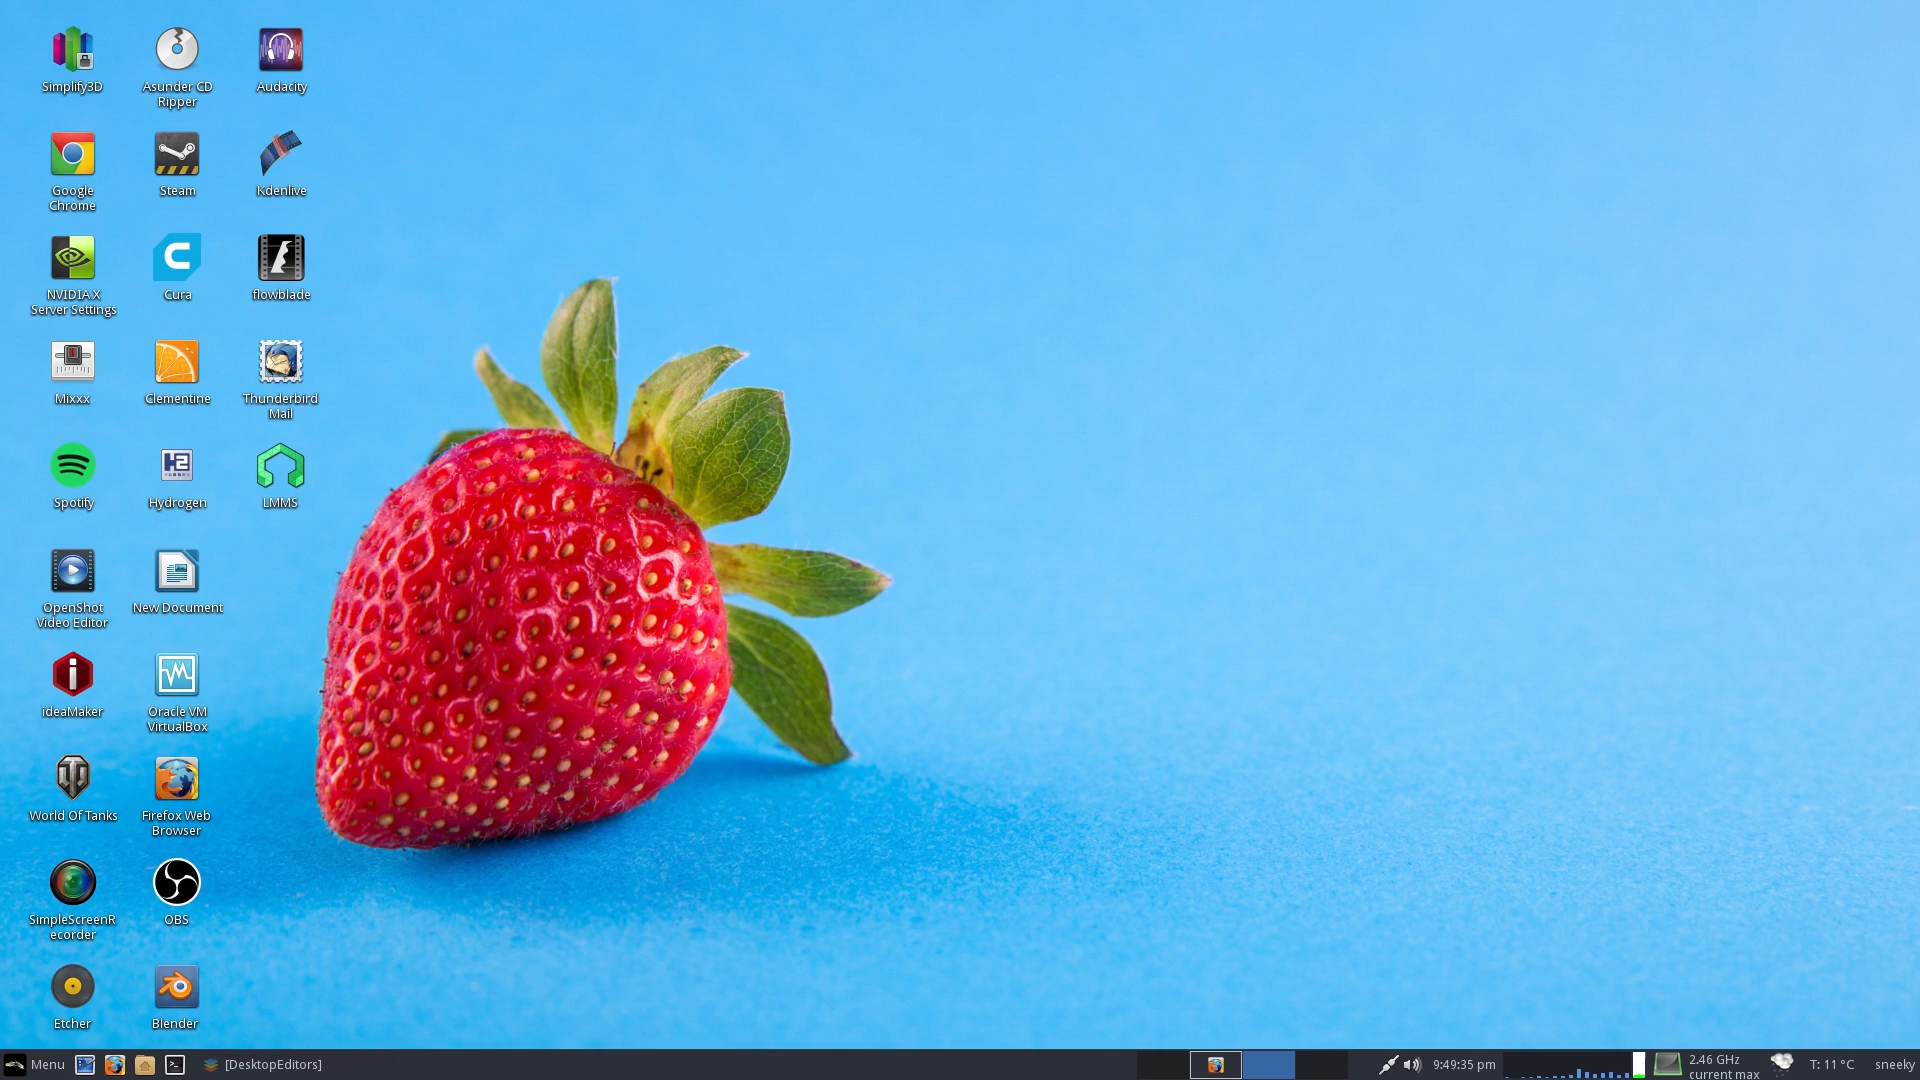 Simplify3D
Asunder CD
Ripper
Audacity
Google
Chrome
Steam
Kdenlive
NVIDIA X
Server Settings
Cura
flowblade
Mixxx
Clementine
Thunderbird
Mail
Spotify
Hydrogen
LMMS
OpenShot
Video Editor
New Document
ideaMaker
Oracle VM
VirtualBox
World Of Tanks
Firefox Web
Browser
SimpleScreenR
ecorder
OBS
Etcher
Blender
Menu
[DesktopEditors]
9:49:35 pm
2.46 GHz
current max
T: 11 °C
sneeky